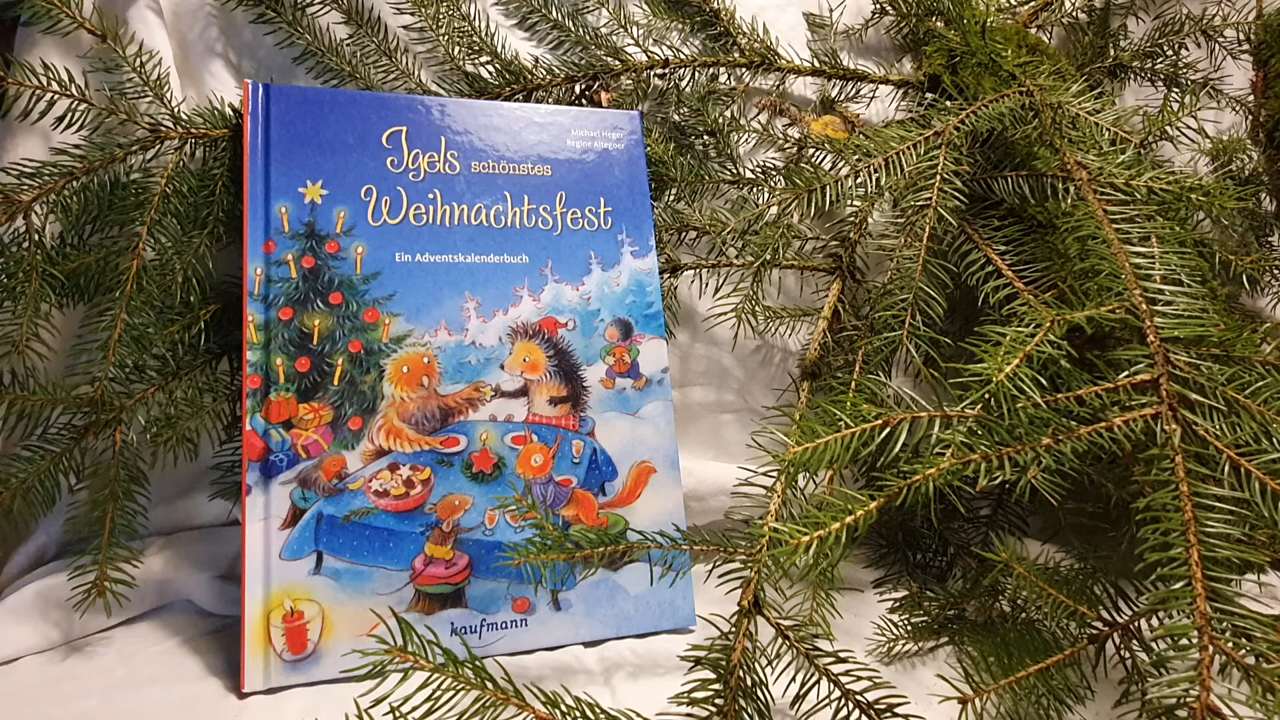 Michael Heger
Regine Altegoer
Igels schönstes
Weihnachtsfest
Ein Adventskalenderbuch
kaufmann